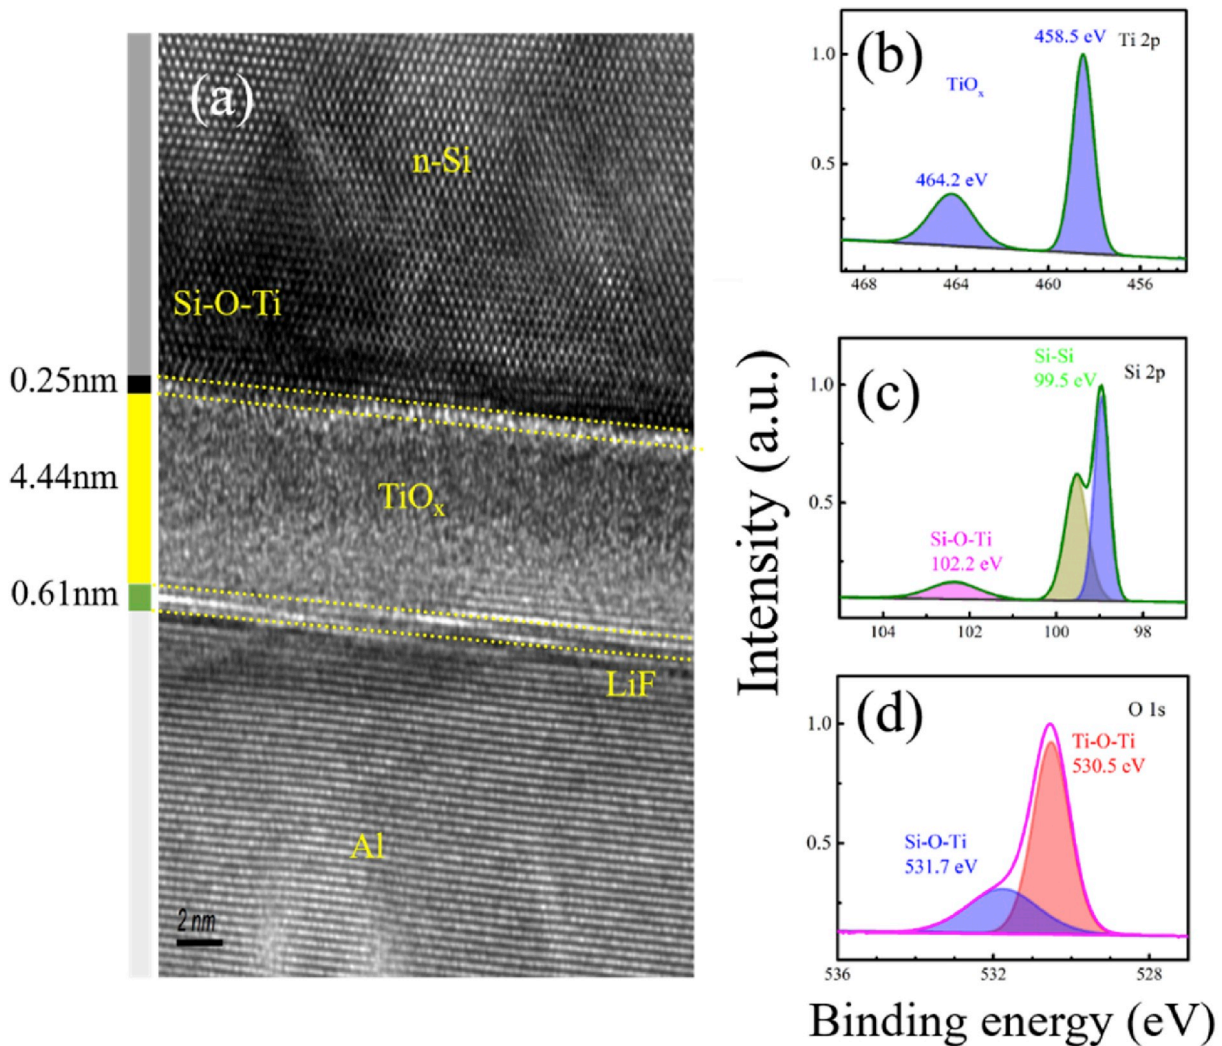 (a)
n-Si
Si-O-Ti
0.25nm
4.44nm
TiOₓ
0.61nm
LiF
Al
2 nm
Intensity (a.u.)
(b)
458.5 eV
Ti 2p
TiOₓ
464.2 eV
1.0
0.5
468 464 460 456
(c)
Si-Si
99.5 eV
Si 2p
Si-O-Ti
102.2 eV
1.0
0.5
104 102 100 98
(d)
O 1s
Ti-O-Ti
530.5 eV
Si-O-Ti
531.7 eV
1.0
0.5
536 532 528
Binding energy (eV)